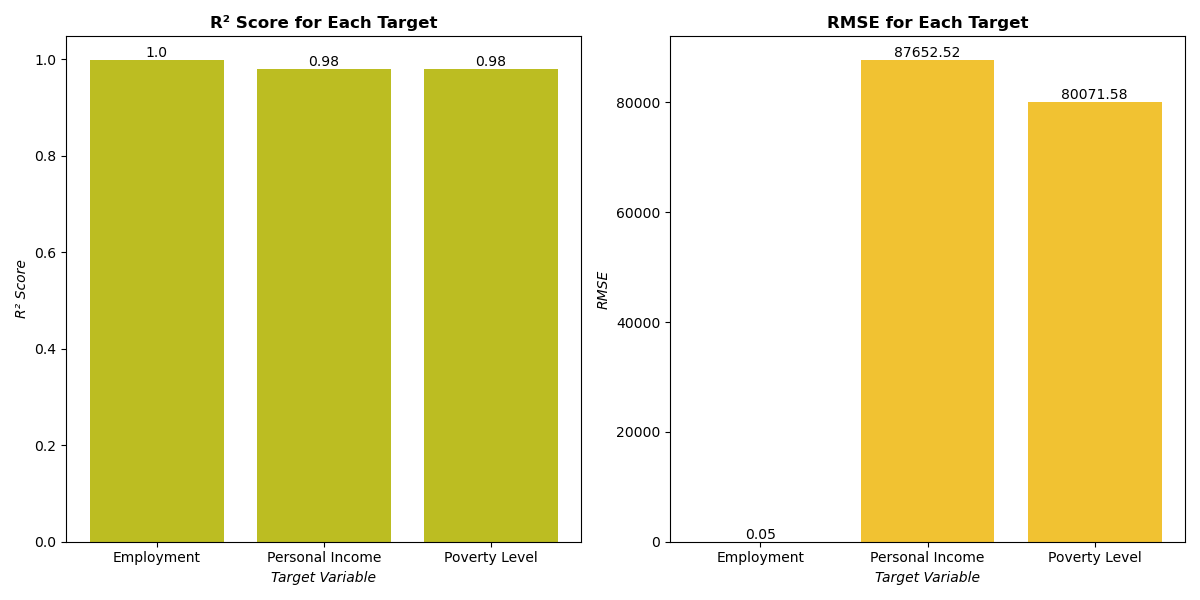 R² Score for Each Target
R² Score
1.0
0.8
0.6
0.4
0.2
0.0
1.0
0.98
0.98
Employment
Personal Income
Poverty Level
Target Variable
RMSE for Each Target
RMSE
80000
60000
40000
20000
0
0.05
87652.52
80071.58
Employment
Personal Income
Poverty Level
Target Variable